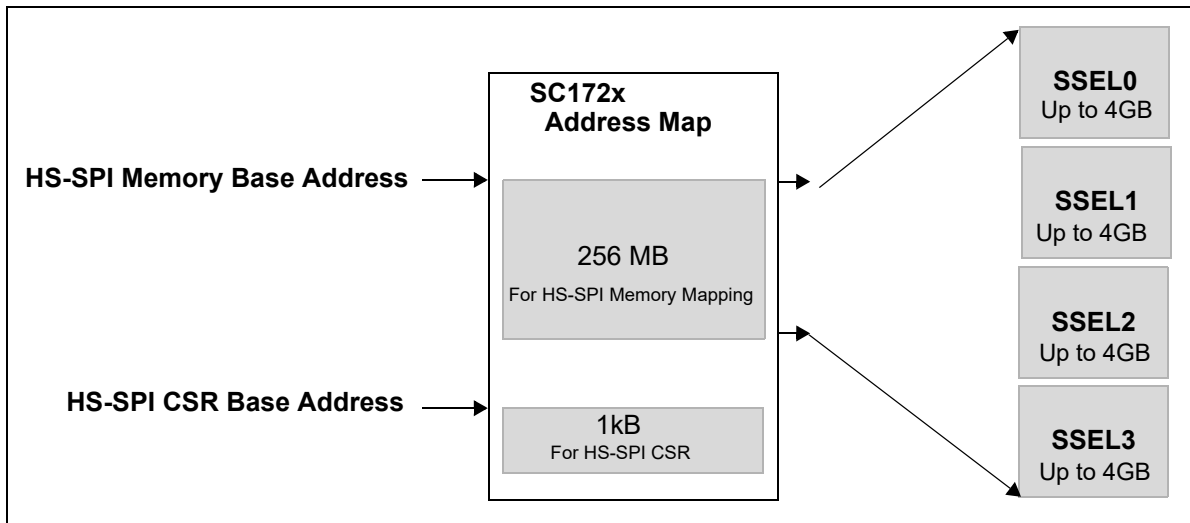 HS-SPI Memory Base Address
HS-SPI CSR Base Address
SC172x
Address Map
256 MB
For HS-SPI Memory Mapping
1kB
For HS-SPI CSR
SSEL0
Up to 4GB
SSEL1
Up to 4GB
SSEL2
Up to 4GB
SSEL3
Up to 4GB